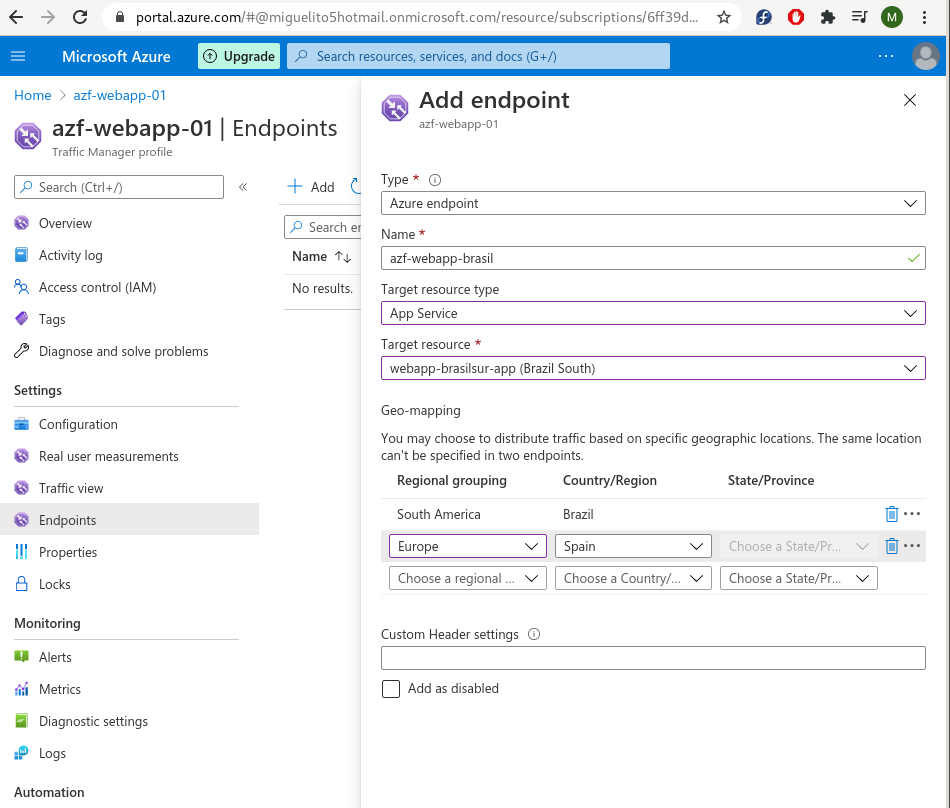 portal.azure.com/#@miguelito5hotmail.onmicrosoft.com/resource/subscriptions/6ff39d...
M
Microsoft Azure
Upgrade
Search resources, services, and docs (G+/)
Home > azf-webapp-01
azf-webapp-01 | Endpoints
Traffic Manager profile
Search (Ctrl+/)
«
Overview
Activity log
Access control (IAM)
Tags
Diagnose and solve problems
Settings
Configuration
Real user measurements
Traffic view
Endpoints
Properties
Locks
Monitoring
Alerts
Metrics
Diagnostic settings
Logs
Automation
Add
Search en
Name ↑↓
No results.
Add endpoint
azf-webapp-01
Type *
Azure endpoint
Name *
azf-webapp-brasil
Target resource type
App Service
Target resource *
webapp-brasilsur-app (Brazil South)
Geo-mapping
You may choose to distribute traffic based on specific geographic locations. The same location
can't be specified in two endpoints.
Regional grouping Country/Region State/Province
South America Brazil
Europe Spain Choose a State/Pr...
Choose a regional ... Choose a Country/... Choose a State/Pr...
Custom Header settings
Add as disabled